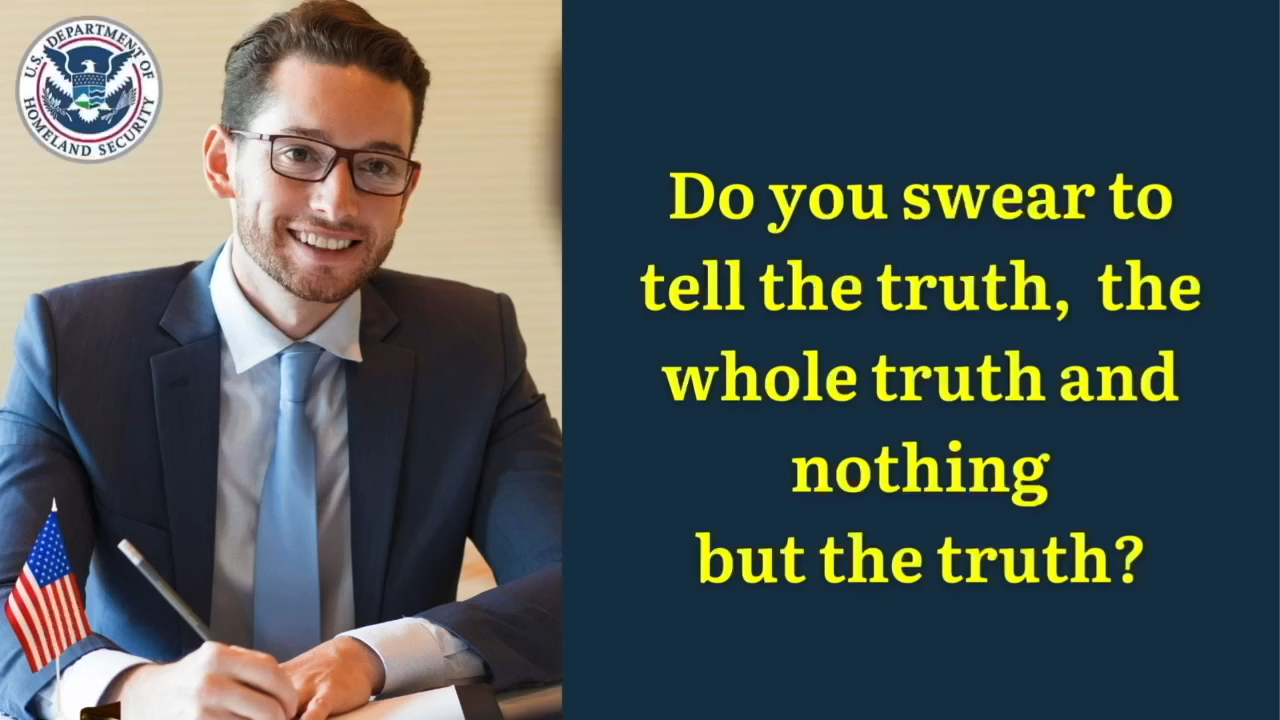 U.S. DEPARTMENT OF
HOMELAND SECURITY
Do you swear to
tell the truth,  the
whole truth and
nothing
but the truth?